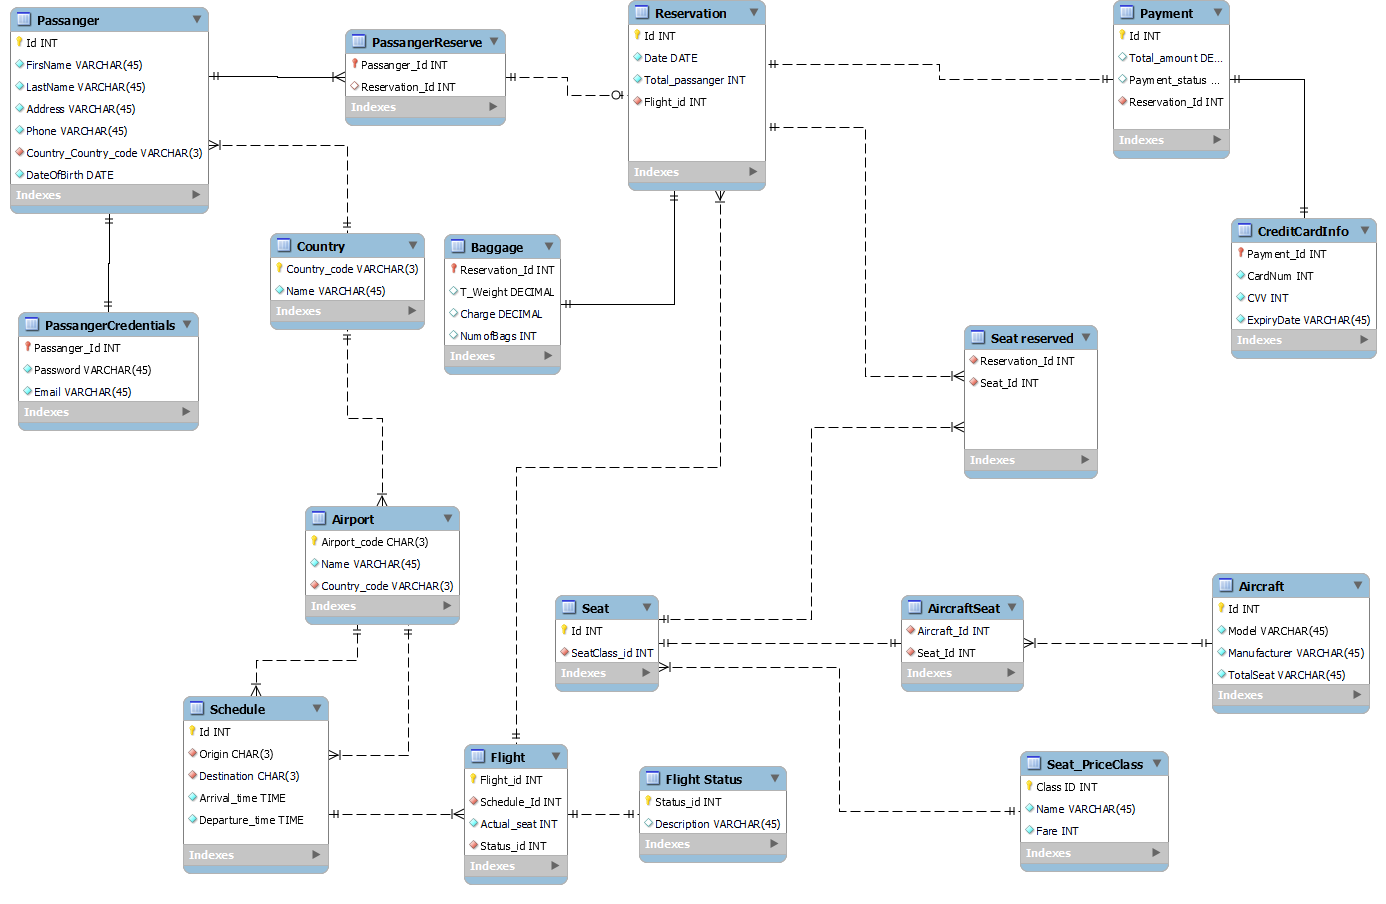 Passanger
Id INT
FirsName VARCHAR(45)
LastName VARCHAR(45)
Address VARCHAR(45)
Phone VARCHAR(45)
Country_Country_code VARCHAR(3)
DateOfBirth DATE
Indexes
PassangerReserve
Passanger_Id INT
Reservation_Id INT
Indexes
Reservation
Id INT
Date DATE
Total_passanger INT
Flight_id INT
Indexes
Payment
Id INT
Total_amount DE...
Payment_status ...
Reservation_Id INT
Indexes
Country
Country_code VARCHAR(3)
Name VARCHAR(45)
Indexes
Baggage
Reservation_Id INT
T_Weight DECIMAL
Charge DECIMAL
NumofBags INT
Indexes
CreditCardInfo
Payment_Id INT
CardNum INT
CVV INT
ExpiryDate VARCHAR(45)
Indexes
PassangerCredentials
Passanger_Id INT
Password VARCHAR(45)
Email VARCHAR(45)
Indexes
Seat reserved
Reservation_Id INT
Seat_Id INT
Indexes
Airport
Airport_code CHAR(3)
Name VARCHAR(45)
Country_code VARCHAR(3)
Indexes
Seat
Id INT
SeatClass_id INT
Indexes
AircraftSeat
Aircraft_Id INT
Seat_Id INT
Indexes
Aircraft
Id INT
Model VARCHAR(45)
Manufacturer VARCHAR(45)
TotalSeat VARCHAR(45)
Indexes
Schedule
Id INT
Origin CHAR(3)
Destination CHAR(3)
Arrival_time TIME
Departure_time TIME
Indexes
Flight
Flight_id INT
Schedule_Id INT
Actual_seat INT
Status_id INT
Indexes
Flight Status
Status_id INT
Description VARCHAR(45)
Indexes
Seat_PriceClass
Class ID INT
Name VARCHAR(45)
Fare INT
Indexes